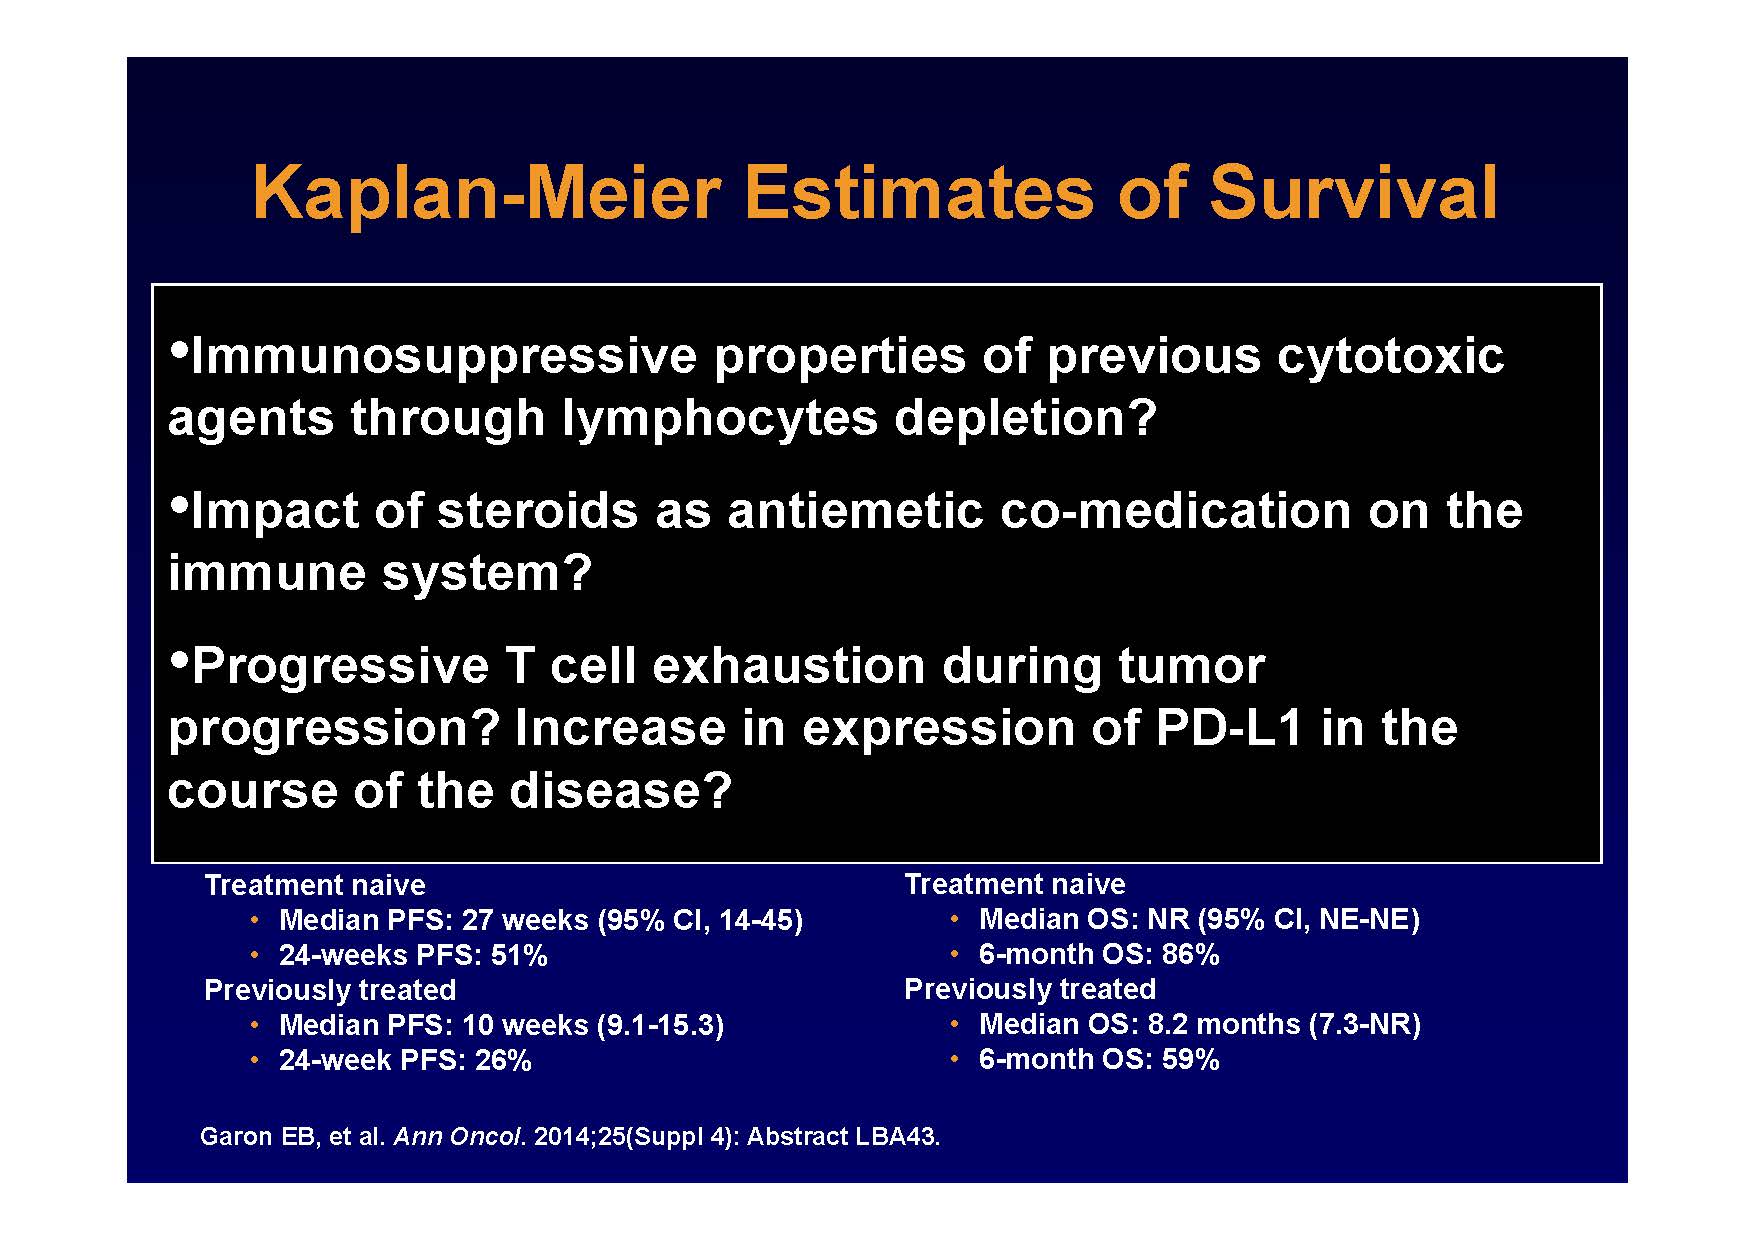 Kaplan-Meier Estimates of Survival
•Immunosuppressive properties of previous cytotoxic
agents through lymphocytes depletion?
•Impact of steroids as antiemetic co-medication on the
immune system?
•Progressive T cell exhaustion during tumor
progression? Increase in expression of PD-L1 in the
course of the disease?
Treatment naive
• Median PFS: 27 weeks (95% CI, 14-45)
• 24-weeks PFS: 51%
Previously treated
• Median PFS: 10 weeks (9.1-15.3)
• 24-week PFS: 26%
Treatment naive
• Median OS: NR (95% CI, NE-NE)
• 6-month OS: 86%
Previously treated
• Median OS: 8.2 months (7.3-NR)
• 6-month OS: 59%
Garon EB, et al. Ann Oncol. 2014;25(Suppl 4): Abstract LBA43.